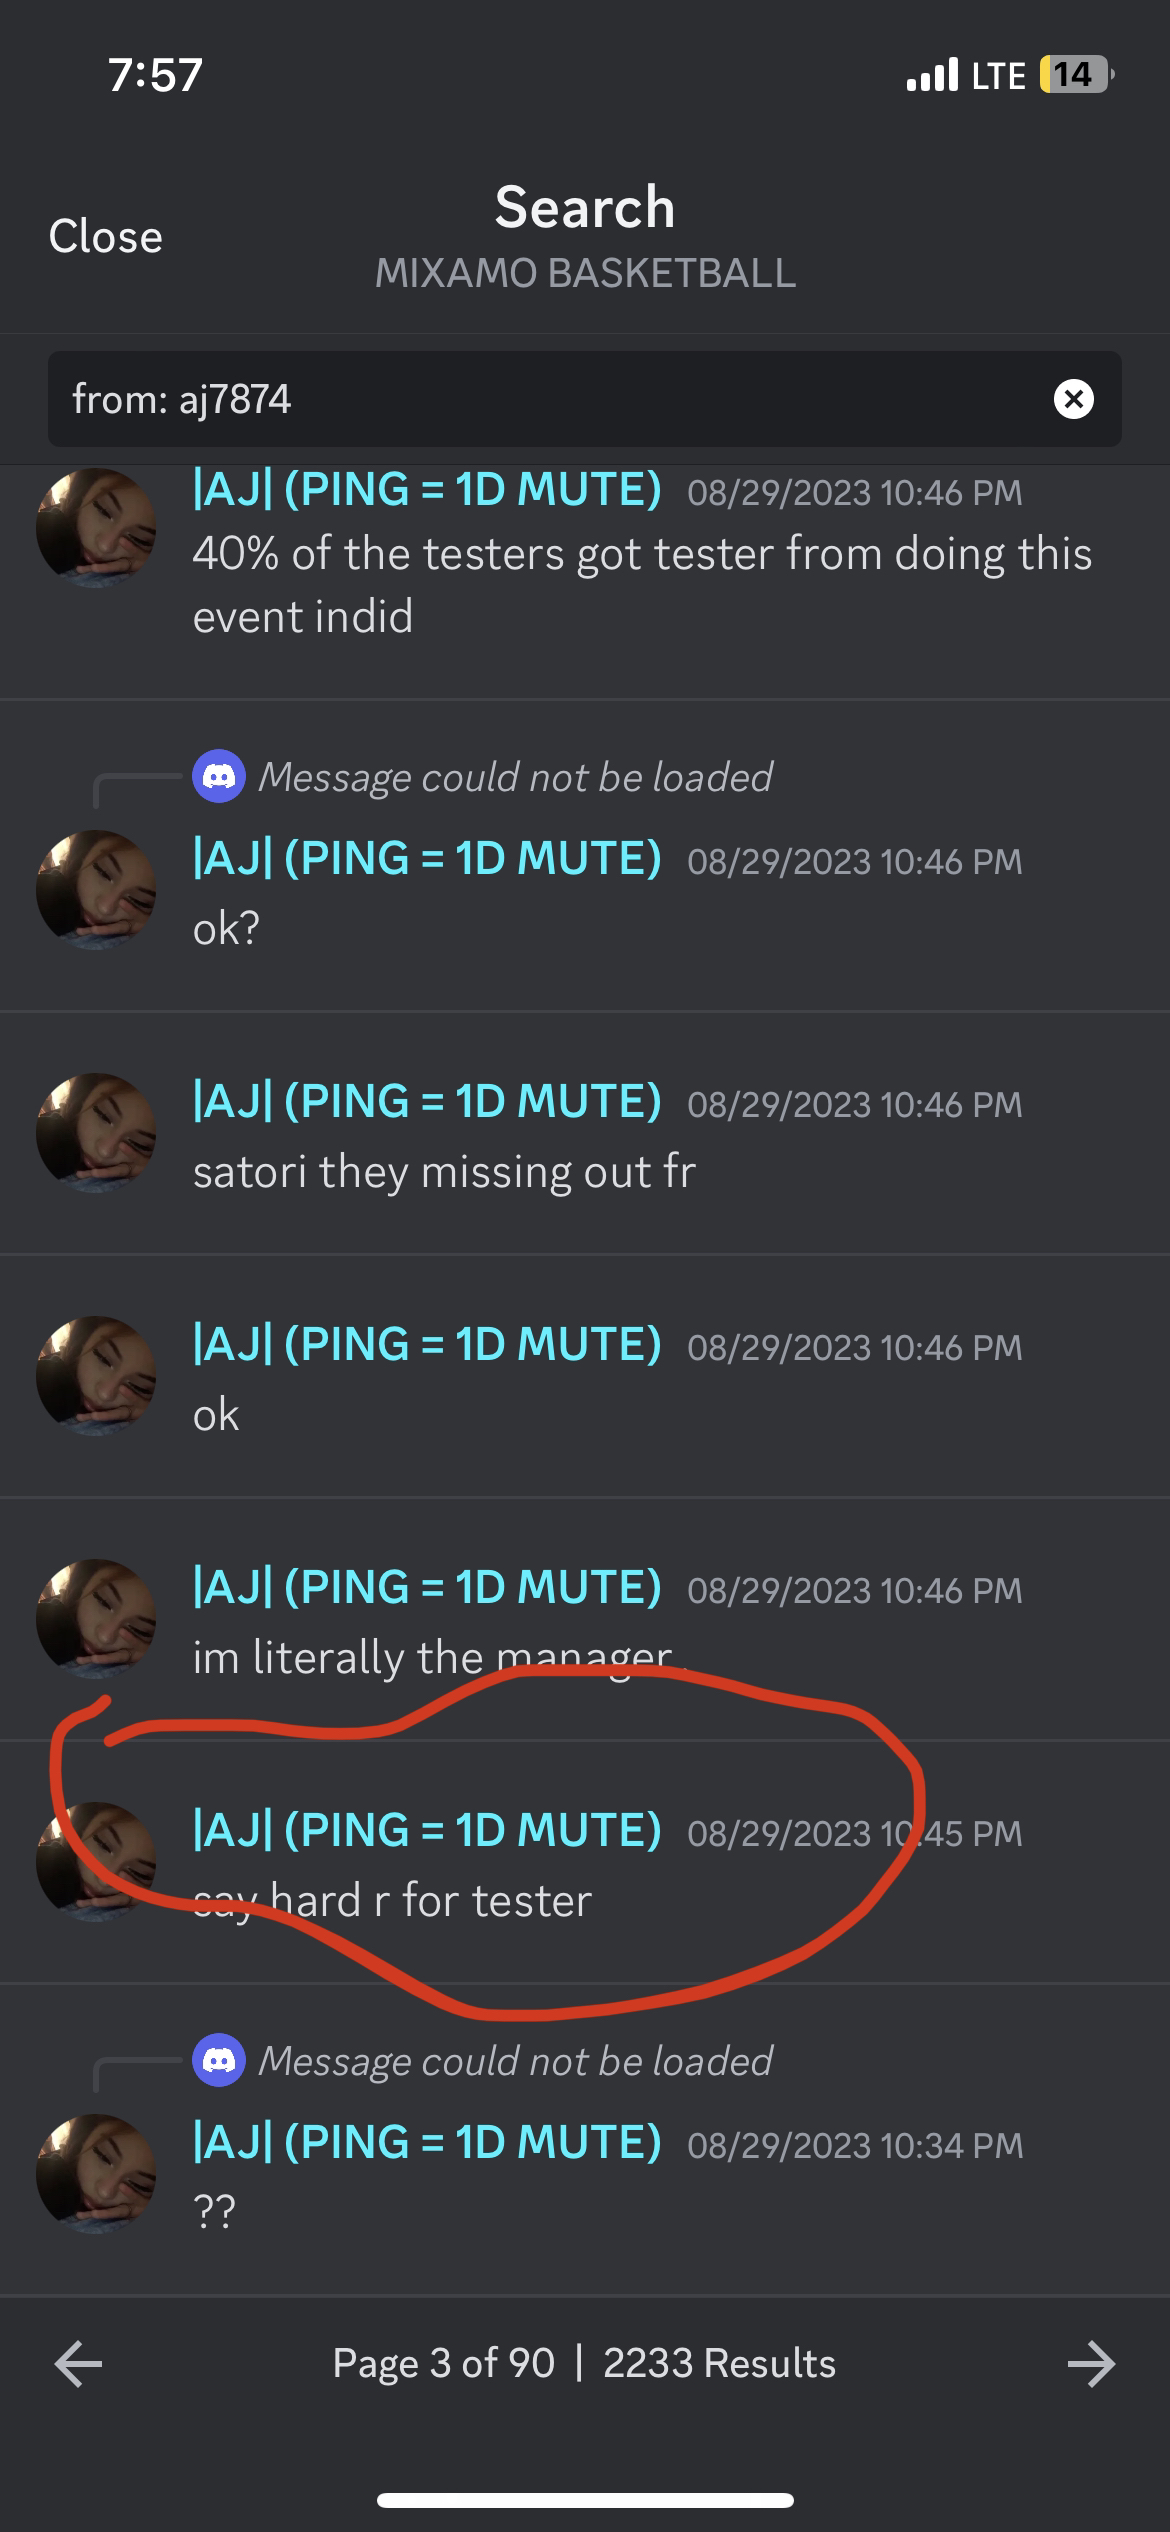 7:57
LTE 14
Close
Search
MIXAMO BASKETBALL
from: aj7874
|AJ| (PING = 1D MUTE) 08/29/2023 10:46 PM
40% of the testers got tester from doing this
event indid
Message could not be loaded
|AJ| (PING = 1D MUTE) 08/29/2023 10:46 PM
ok?
|AJ| (PING = 1D MUTE) 08/29/2023 10:46 PM
satori they missing out fr
|AJ| (PING = 1D MUTE) 08/29/2023 10:46 PM
ok
|AJ| (PING = 1D MUTE) 08/29/2023 10:46 PM
im literally the manager.
|AJ| (PING = 1D MUTE) 08/29/2023 10:45 PM
say hard r for tester
Message could not be loaded
|AJ| (PING = 1D MUTE) 08/29/2023 10:34 PM
??
Page 3 of 90 | 2233 Results